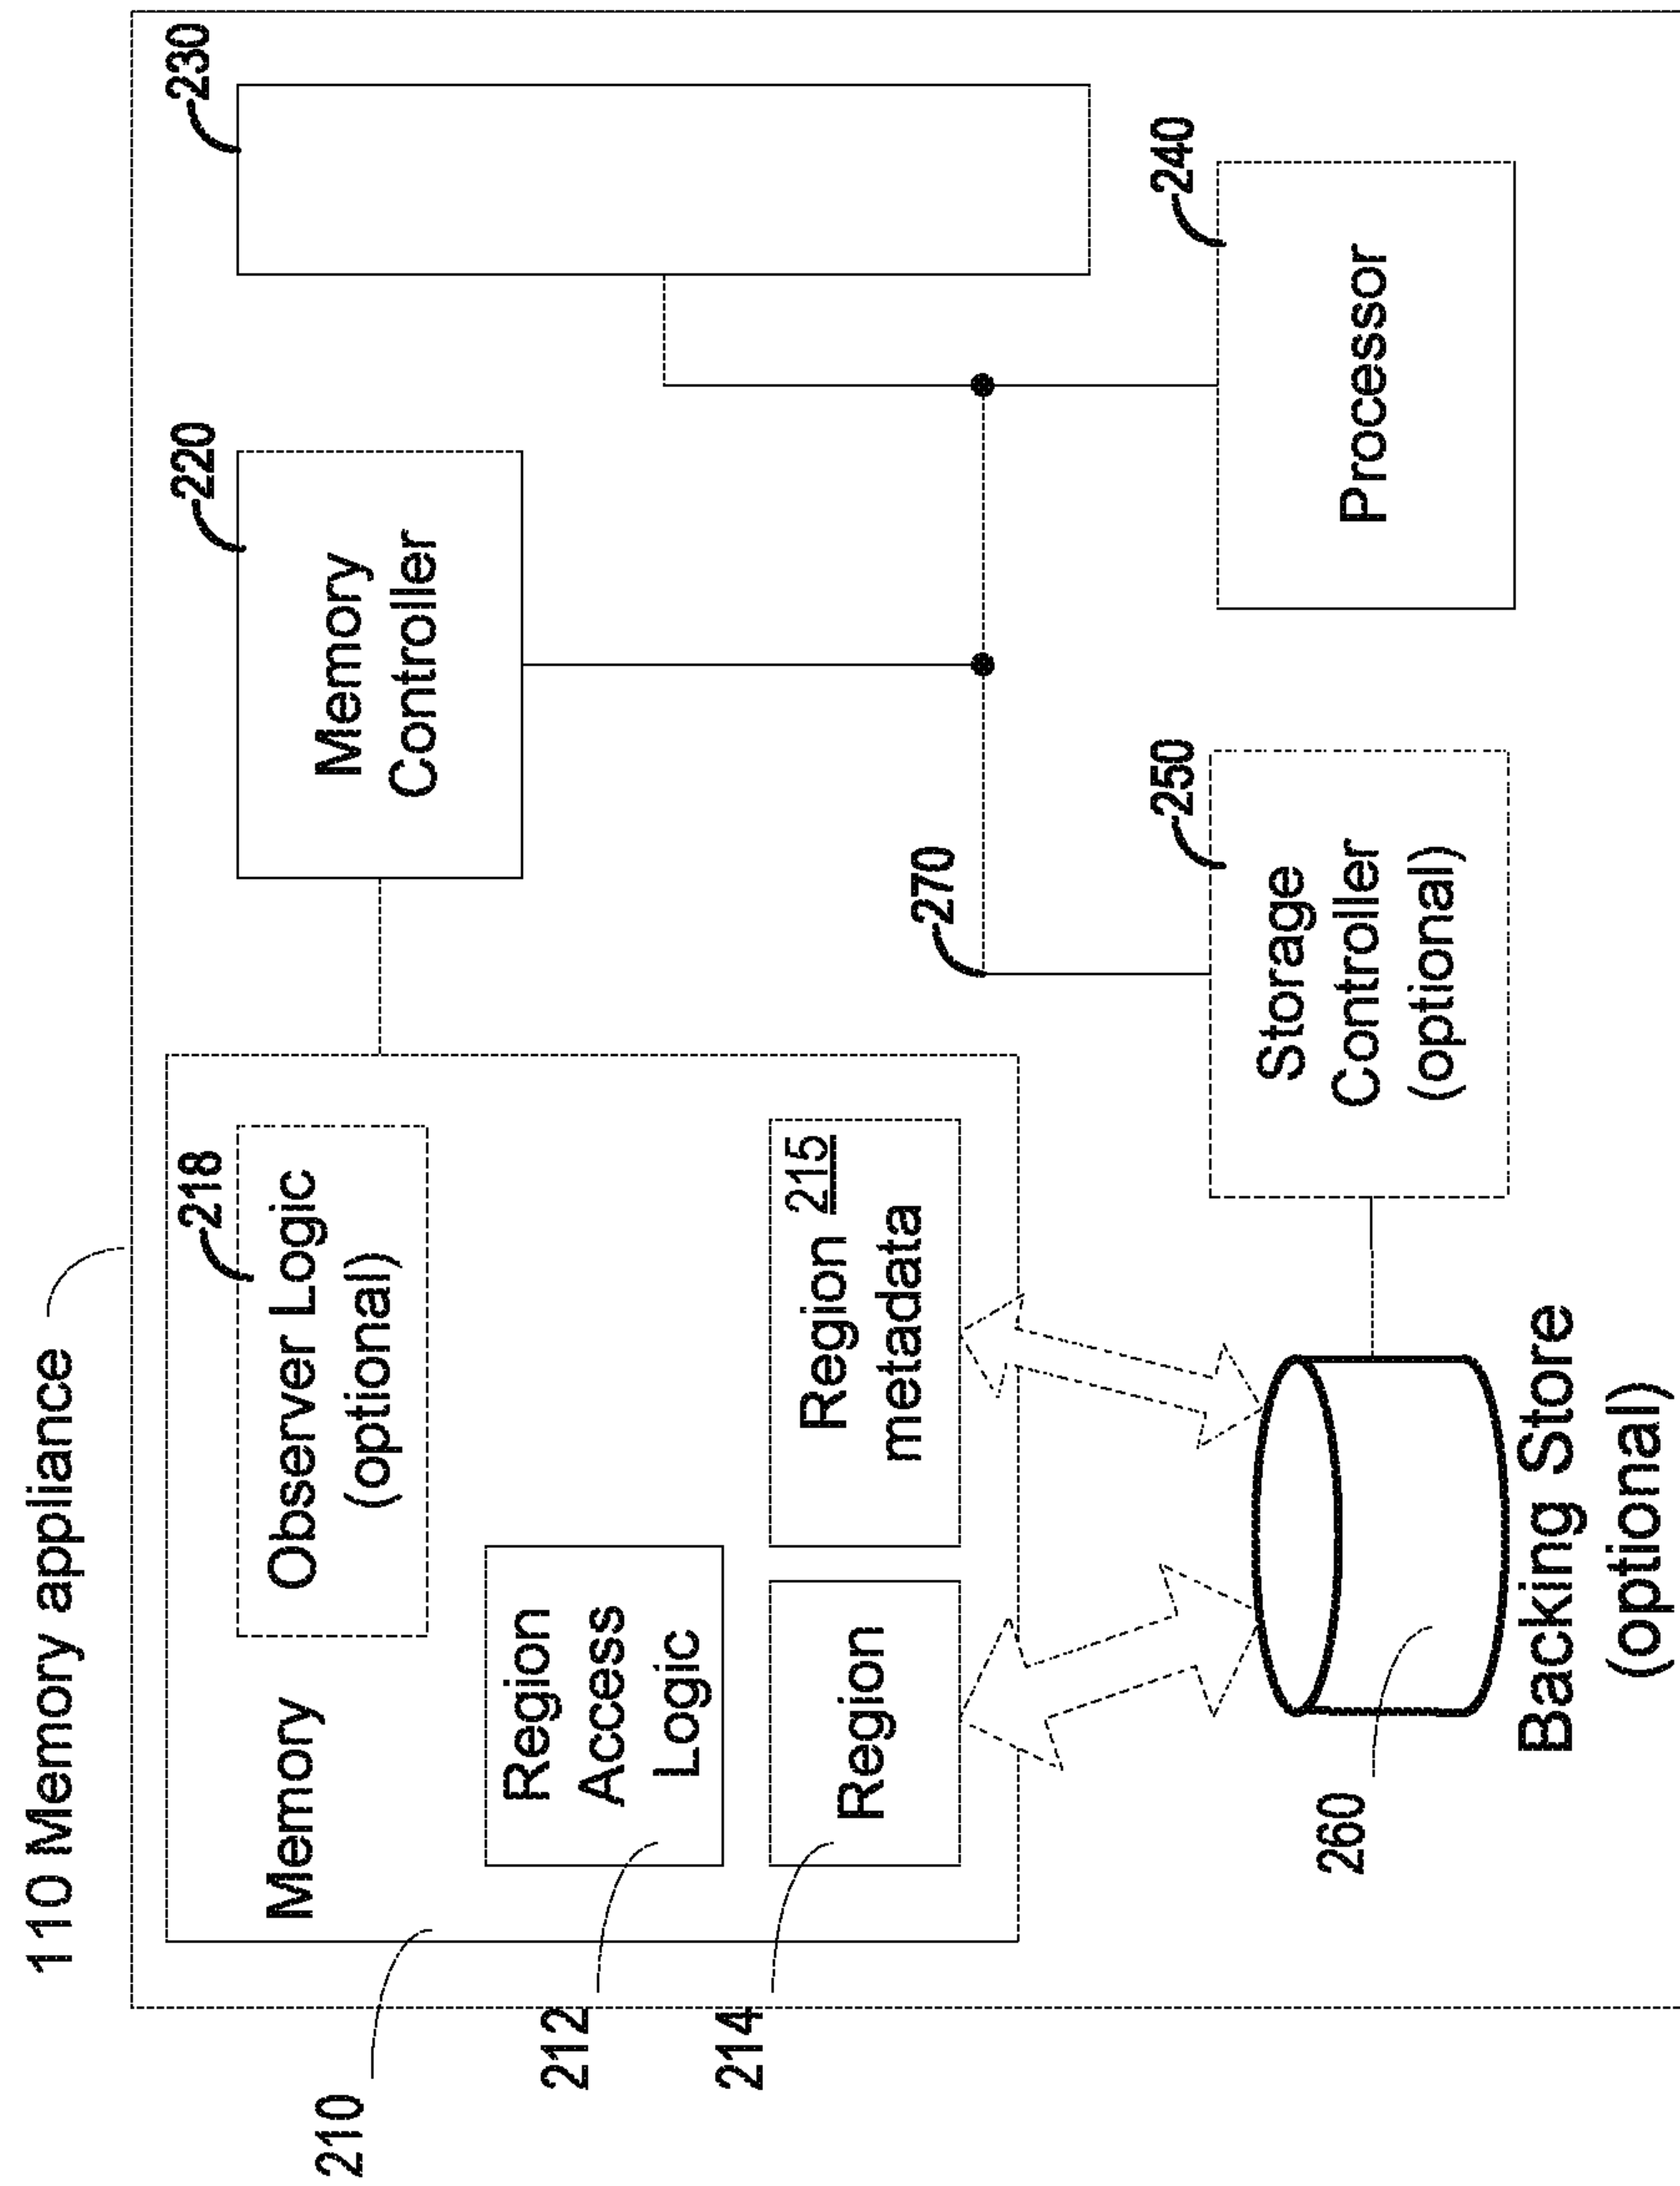 110 Memory appliance
210
Memory
218
Observer Logic
(optional)
212
Region
Access
Logic
214
Region
Region 215
metadata
220
Memory
Controller
230
240
Processor
270
250
Storage
Controller
(optional)
260
Backing Store
(optional)